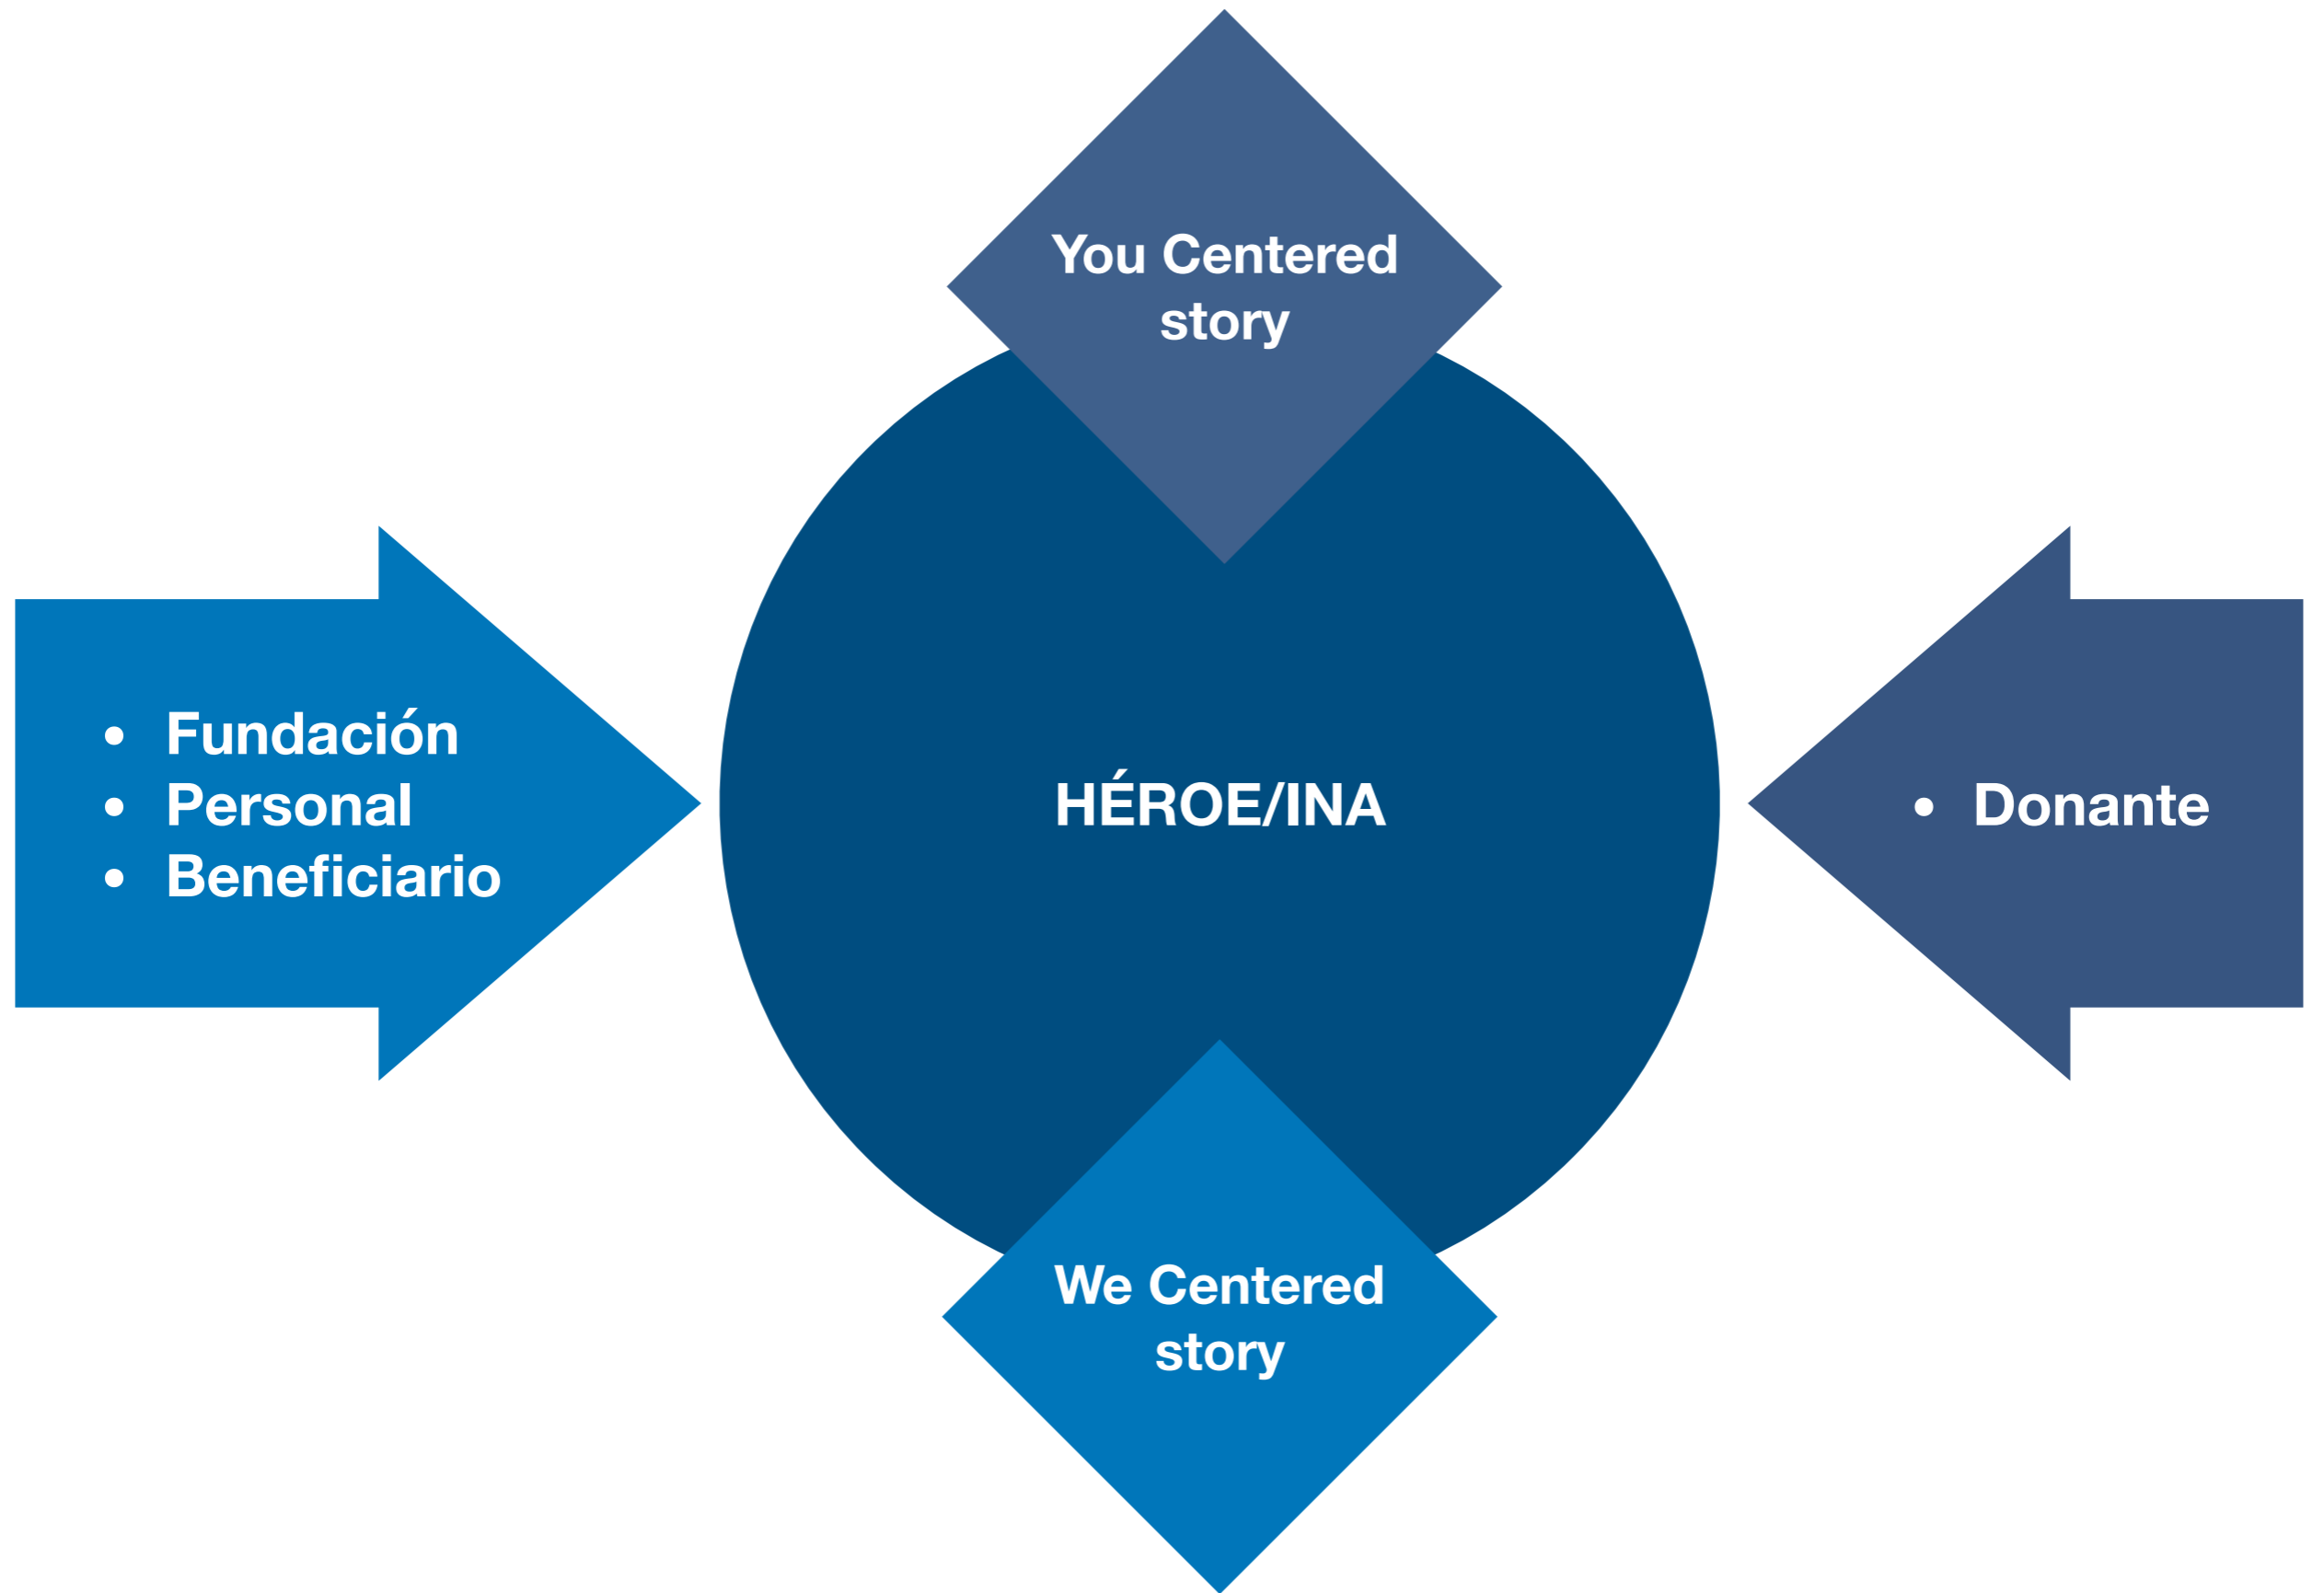 You Centered
story
• Fundación
• Personal
• Beneficiario
HÉROE/INA
• Donante
We Centered
story